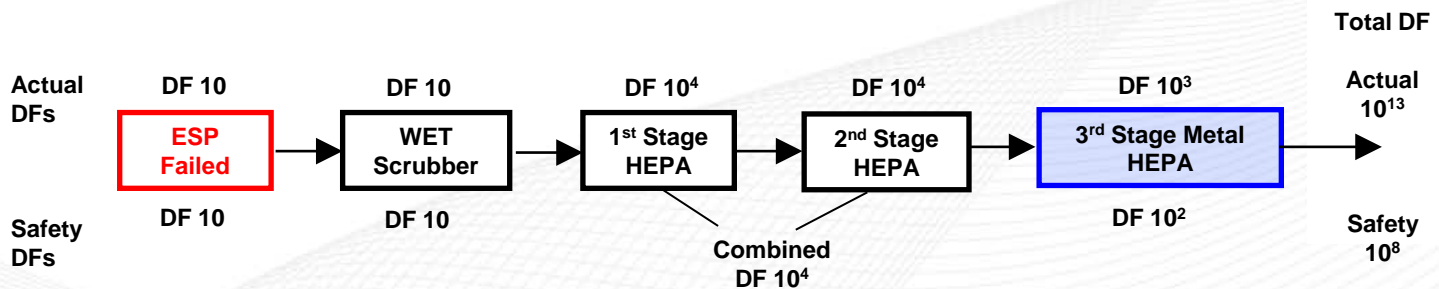 Total DF
Actual
DFs
DF 10
DF 10
DF 10⁴
DF 10⁴
DF 10³
Actual
10¹³
ESP
Failed
WET
Scrubber
1ˢᵗ Stage
HEPA
2ⁿᵈ Stage
HEPA
3ʳᵈ Stage Metal
HEPA
Safety
DFs
DF 10
DF 10
Combined
DF 10⁴
DF 10²
Safety
10⁸